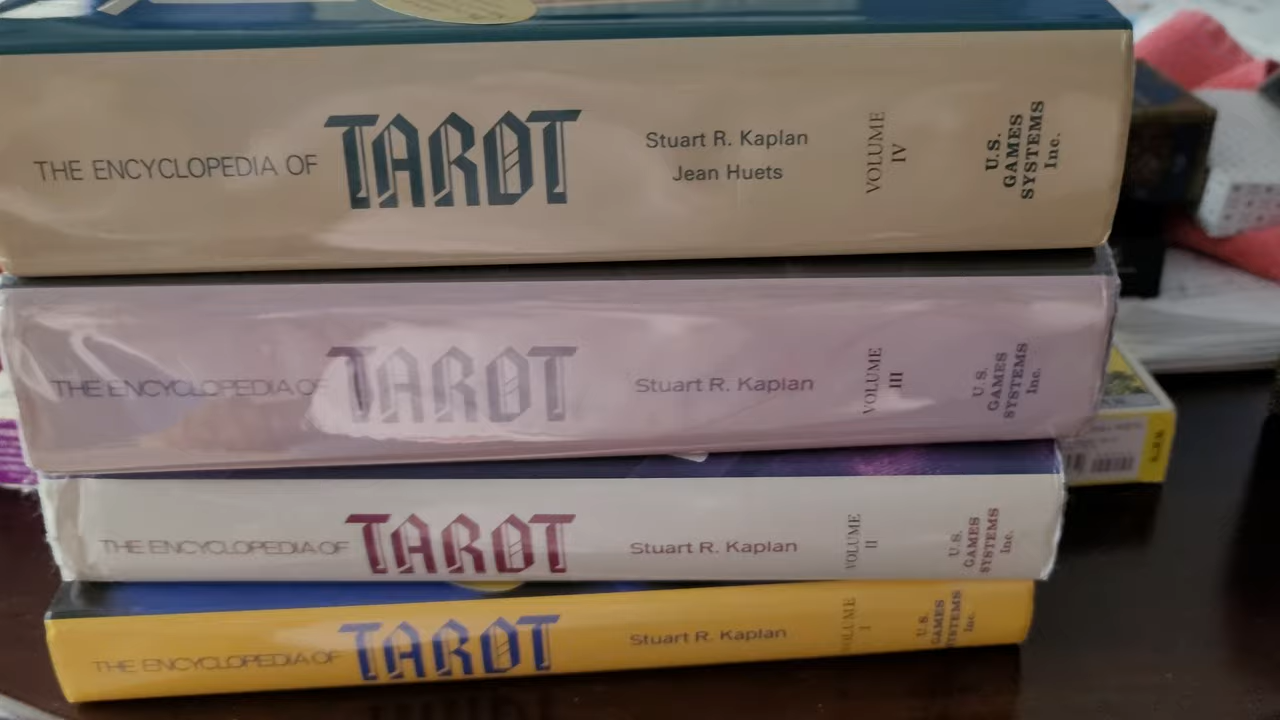 THE ENCYCLOPEDIA OF TAROT
Stuart R. Kaplan
Jean Huets
VOLUME
IV
U.S.
GAMES
SYSTEMS
Inc.
THE ENCYCLOPEDIA OF TAROT
Stuart R. Kaplan
VOLUME
III
U.S.
GAMES
SYSTEMS
Inc.
THE ENCYCLOPEDIA OF TAROT
Stuart R. Kaplan
VOLUME
II
U.S.
GAMES
SYSTEMS
Inc.
THE ENCYCLOPEDIA OF TAROT
Stuart R. Kaplan
VOLUME
I
U.S.
GAMES
SYSTEMS
Inc.